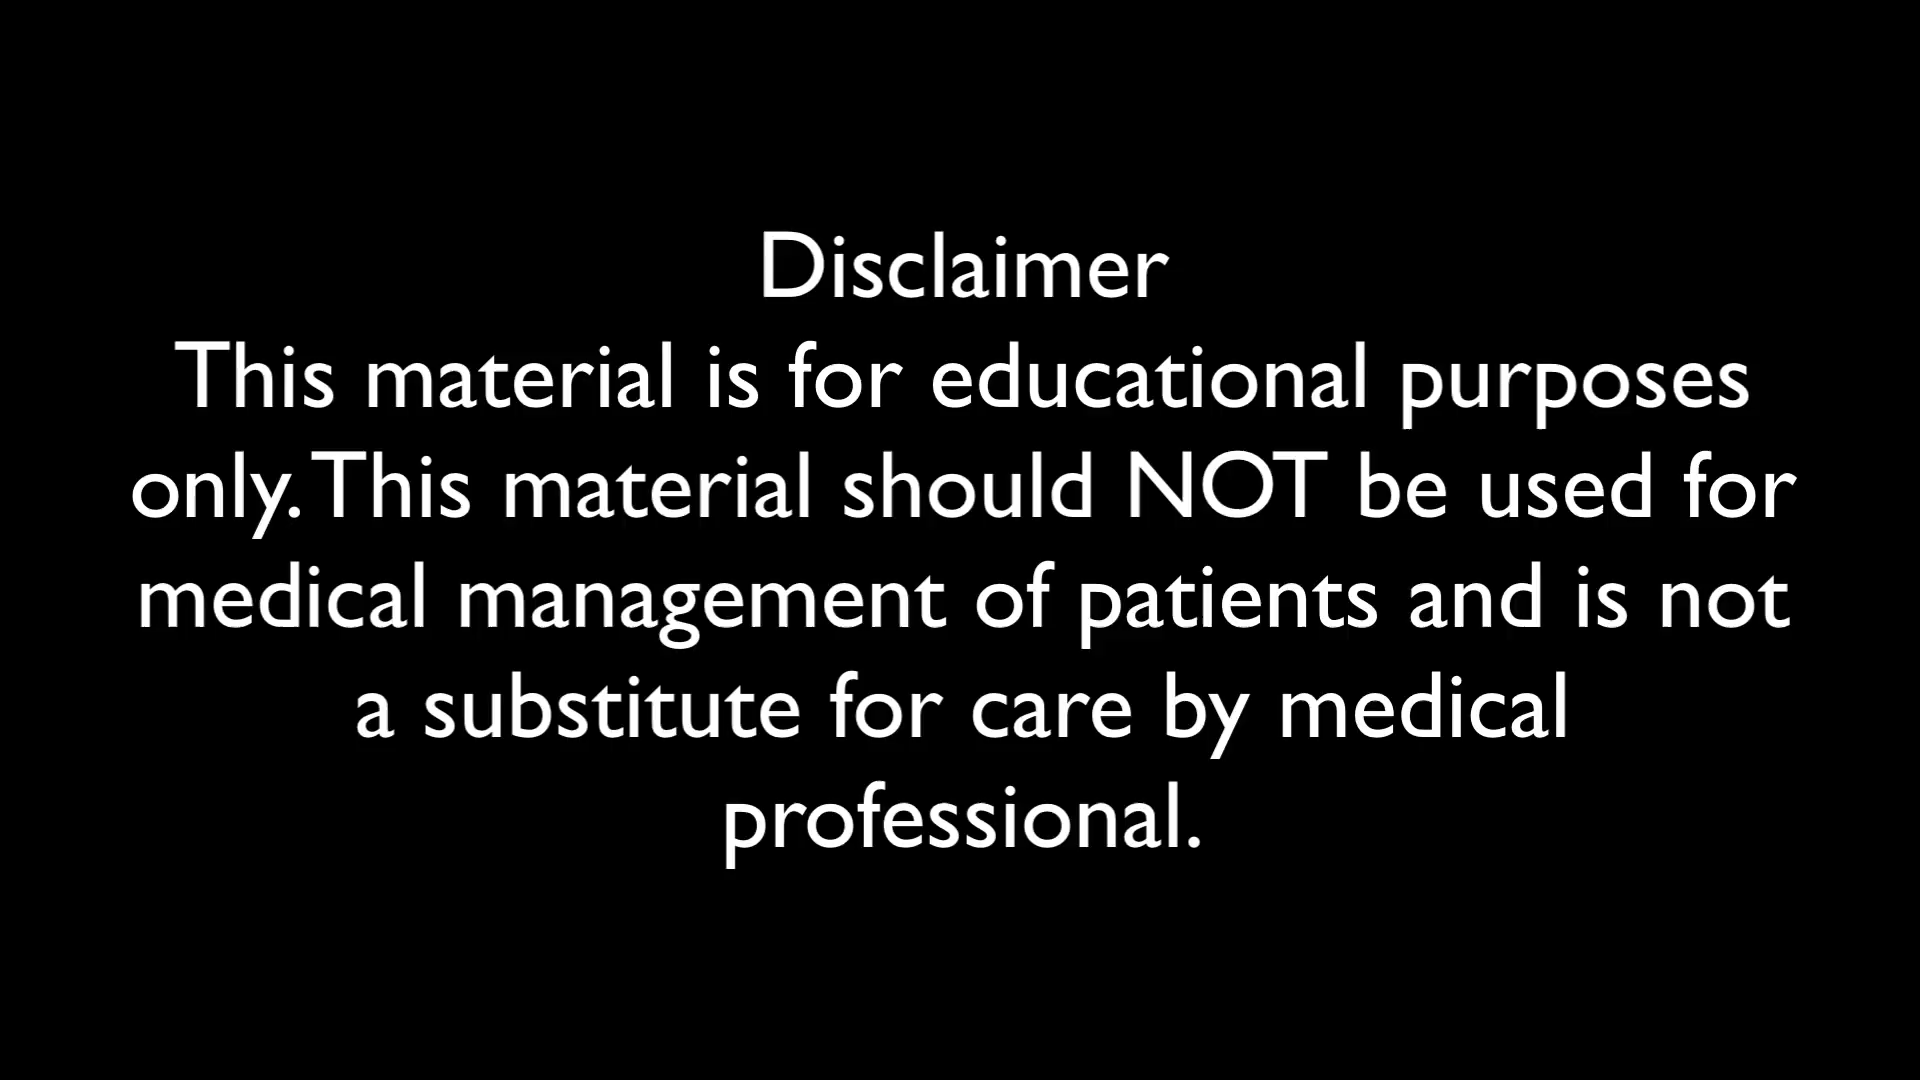 Disclaimer
This material is for educational purposes
only. This material should NOT be used for
medical management of patients and is not
a substitute for care by medical
professional.